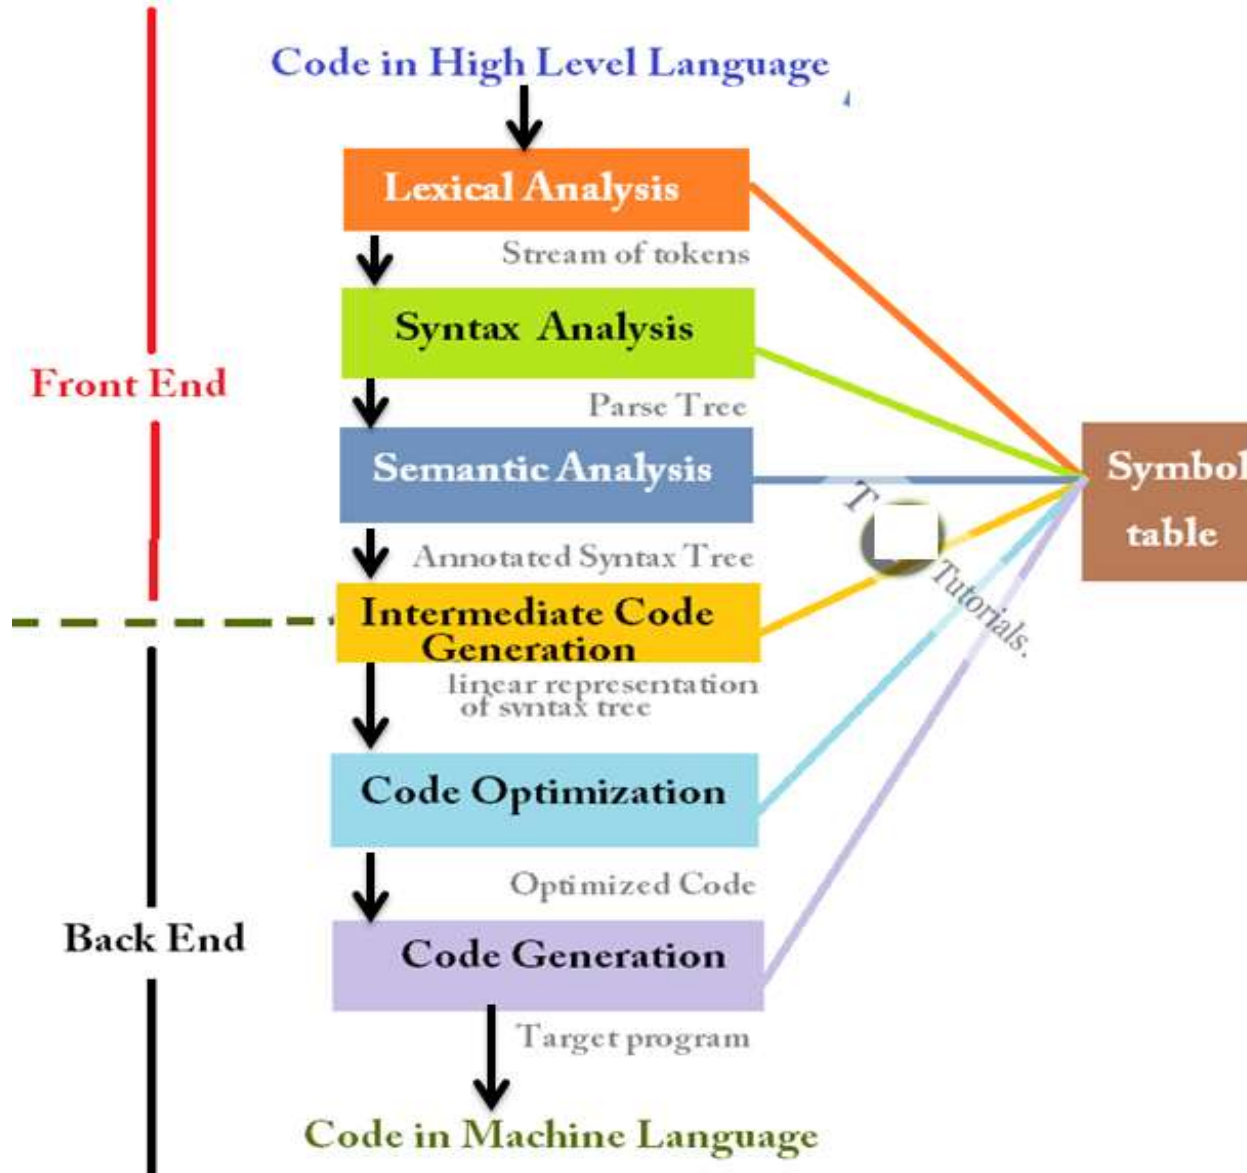 Code in High Level Language
Lexical Analysis
Stream of tokens
Syntax Analysis
Front End
Parse Tree
Semantic Analysis
Symbol
table
T
Tutorials.
Annotated Syntax Tree
Intermediate Code
Generation
linear representation
of syntax tree
Code Optimization
Optimized Code
Back End
Code Generation
Target program
Code in Machine Language